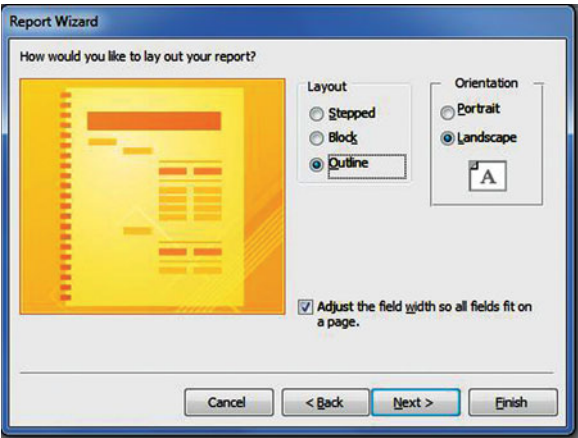 Report Wizard
How would you like to lay out your report?
Layout
Stepped
Block
Outline
Orientation
Portrait
Landscape
A
Adjust the field width so all fields fit on
a page.
Cancel
< Back
Next >
Finish